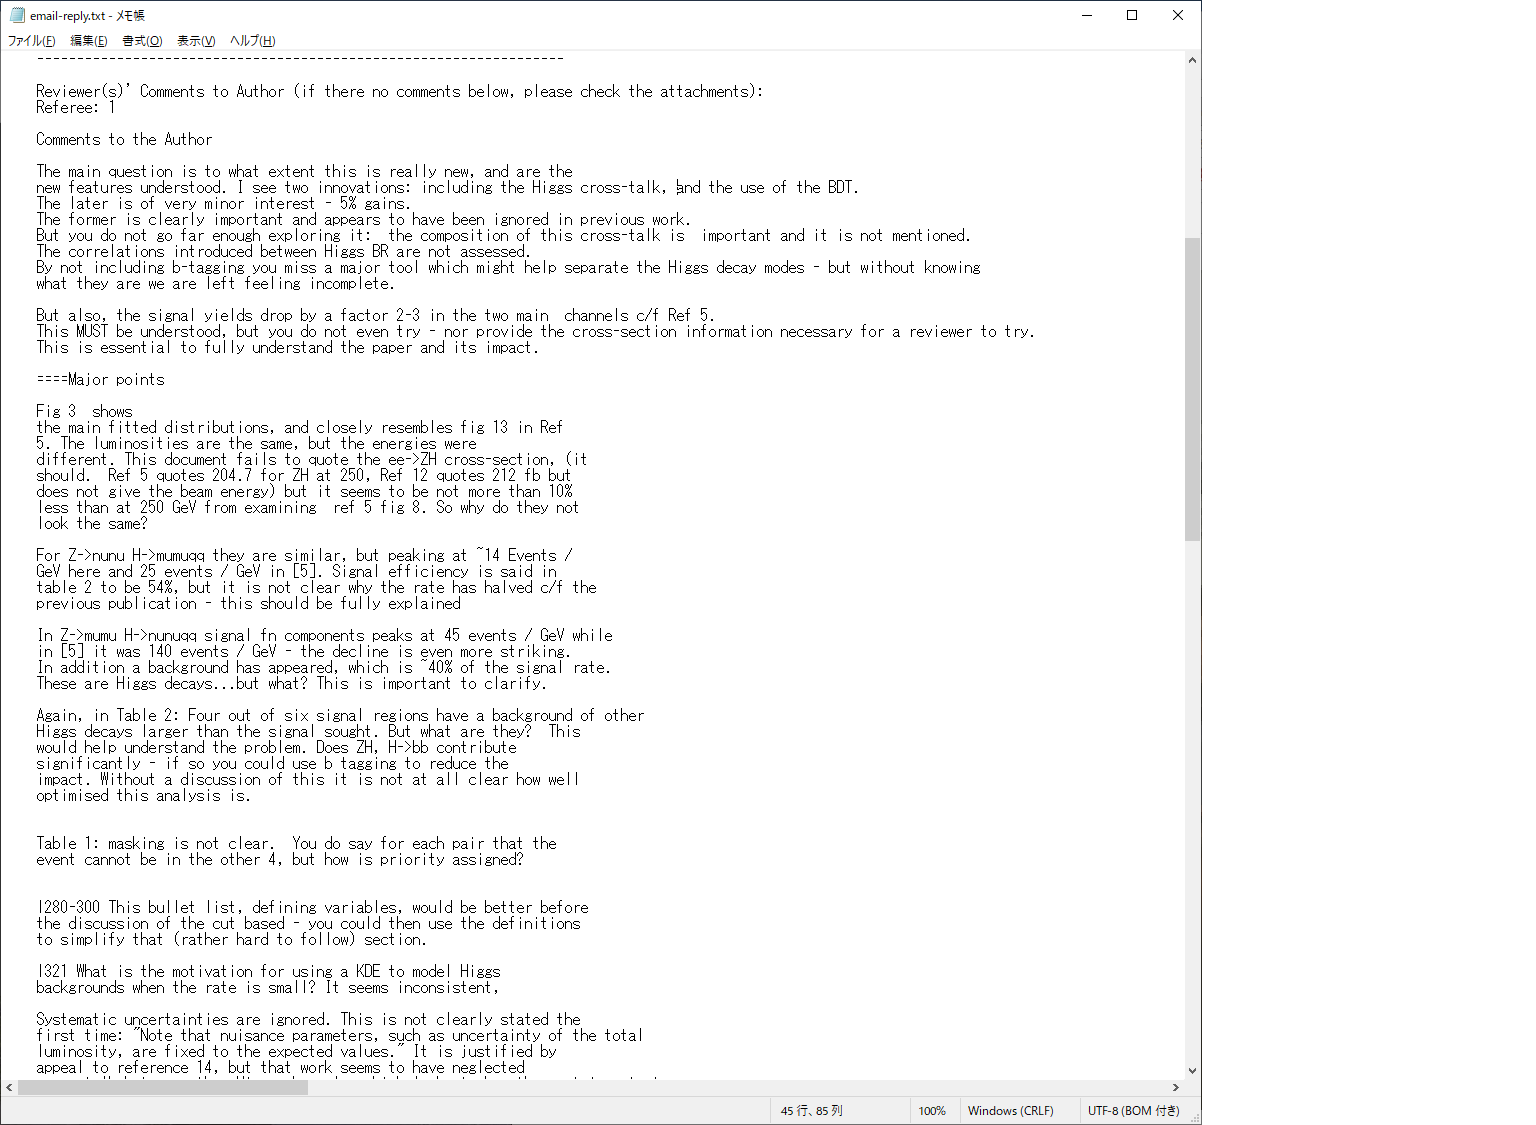 email-reply.txt - メモ帳
ファイル(F) 編集(E) 書式(O) 表示(V) ヘルプ(H)
------------------------------------------------------------------
Reviewer(s)' Comments to Author (if there no comments below, please check the attachments):
Referee: 1
Comments to the Author
The main question is to what extent this is really new, and are the
new features understood. I see two innovations: including the Higgs cross-talk, and the use of the BDT.
The later is of very minor interest - 5% gains.
The former is clearly important and appears to have been ignored in previous work.
But you do not go far enough exploring it:  the composition of this cross-talk is  important and it is not mentioned.
The correlations introduced between Higgs BR are not assessed.
By not including b-tagging you miss a major tool which might help separate the Higgs decay modes - but without knowing
what they are we are left feeling incomplete.
But also, the signal yields drop by a factor 2-3 in the two main  channels c/f Ref 5.
This MUST be understood, but you do not even try - nor provide the cross-section information necessary for a reviewer to try.
This is essential to fully understand the paper and its impact.
====Major points
Fig 3  shows
the main fitted distributions, and closely resembles fig 13 in Ref
5. The luminosities are the same, but the energies were
different. This document fails to quote the ee->ZH cross-section, (it
should.  Ref 5 quotes 204.7 for ZH at 250, Ref 12 quotes 212 fb but
does not give the beam energy) but it seems to be not more than 10%
less than at 250 GeV from examining  ref 5 fig 8. So why do they not
look the same?
For Z->nunu H->mumuqq they are similar, but peaking at ~14 Events /
GeV here and 25 events / GeV in [5]. Signal efficiency is said in
table 2 to be 54%, but it is not clear why the rate has halved c/f the
previous publication - this should be fully explained
In Z->mumu H->nunuqq signal fn components peaks at 45 events / GeV while
in [5] it was 140 events / GeV - the decline is even more striking.
In addition a background has appeared, which is ~40% of the signal rate.
These are Higgs decays...but what? This is important to clarify.
Again, in Table 2: Four out of six signal regions have a background of other
Higgs decays larger than the signal sought. But what are they?  This
would help understand the problem. Does ZH, H->bb contribute
significantly - if so you could use b tagging to reduce the
impact. Without a discussion of this it is not at all clear how well
optimised this analysis is.
Table 1: masking is not clear.  You do say for each pair that the
event cannot be in the other 4, but how is priority assigned?
l280-300 This bullet list, defining variables, would be better before
the discussion of the cut based - you could then use the definitions
to simplify that (rather hard to follow) section.
l321 What is the motivation for using a KDE to model Higgs
backgrounds when the rate is small? It seems inconsistent,
Systematic uncertainties are ignored. This is not clearly stated the
first time: "Note that nuisance parameters, such as uncertainty of the total
luminosity, are fixed to the expected values." It is justified by
appeal to reference 14, but that work seems to have neglected
45 行、85 列 100% Windows (CRLF) UTF-8 (BOM 付き)